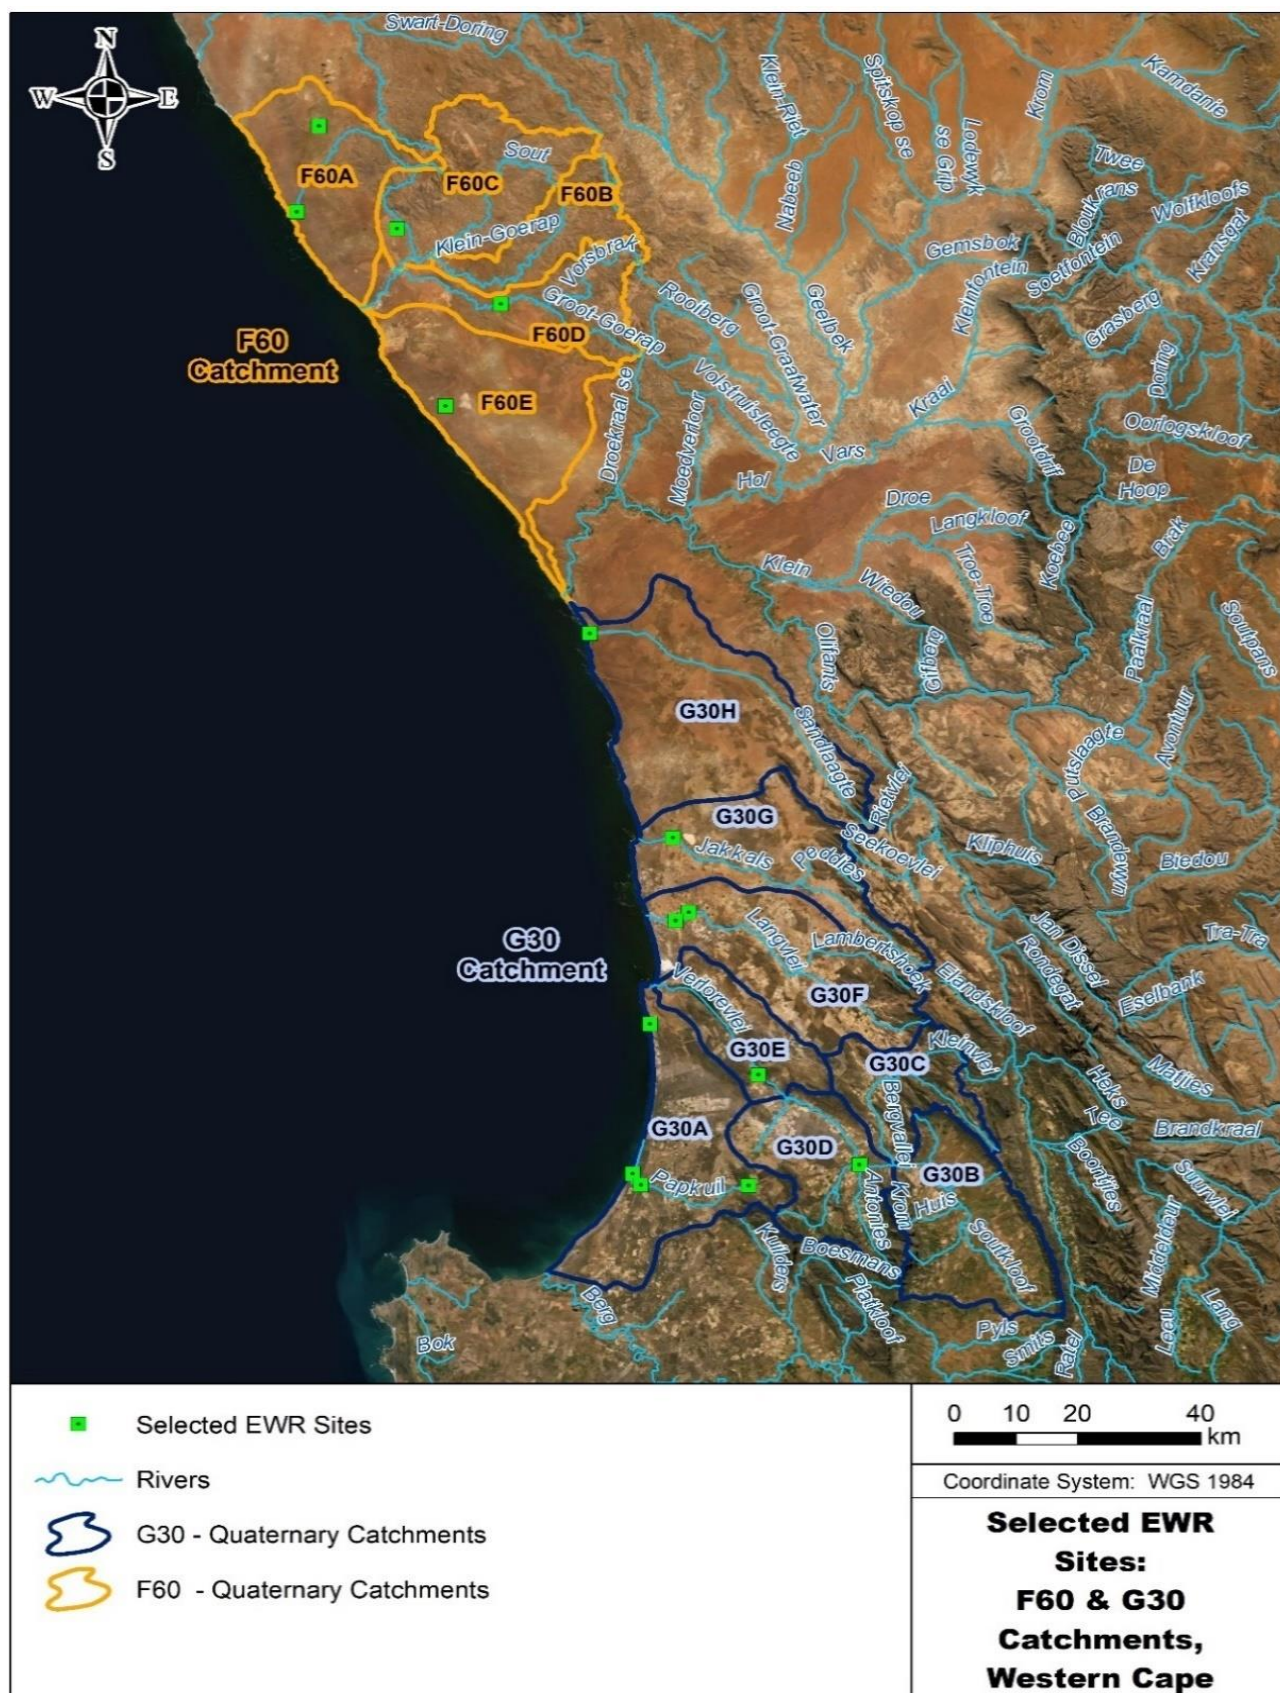 Swart-Doring
N
W
E
S
Klein-Riet
Spitskop se
Krom
Kamdanie
se Grip
Lodewyk
Twee
Sout
F60A
F60C
F60B
Nabeeb
Bloukrans
Wolfkloofs
Kransgat
Klein-Goerap
Vorsbrak
Gemsbok
Soetfontein
Kleinfontein
Groot-Goerap
Rooiberg
Groot-Graafwater
Geelbek
Grasberg
F60
Catchment
F60D
Doring
Volstruisleegte
Kraai
F60E
Droekraal se
Moedverloor
Vars
Grootdrif
Oorlogskloof
Hol
De
Hoop
Droe
Langkloof
Koebee
Brak
Klein
Troe-Troe
Wiedou
Olifants
Gifberg
Paalkraal
Soutpans
G30H
Sandlaagte
Putslaagte
Avontuur
Rietvlei
G30G
Jakkals
Peddies
Seekoevlei
Kliphuis
Brandewyn
Biedou
G30
Catchment
Langvlei
Lambertshoek
Jan Dissel
Rondegat
Tra-Tra
Verlorevlei
G30F
Elandskloof
Eselbank
G30E
G30C
Kleinvlei
Heks
Matjies
Bergvallei
Lee
Brandkraal
G30A
G30D
G30B
Papkuil
Antonies
Krom
Huis
Boontjies
Suurvlei
Kuilders
Boesmans
Soutkloof
Middeldeur
Platkloof
Berg
Bok
Pyls
Smits
Ratel
Leeu
Lang
Selected EWR Sites
Rivers
G30 - Quaternary Catchments
F60 - Quaternary Catchments
0 10 20 40
km
Coordinate System: WGS 1984
Selected EWR
Sites:
F60 & G30
Catchments,
Western Cape